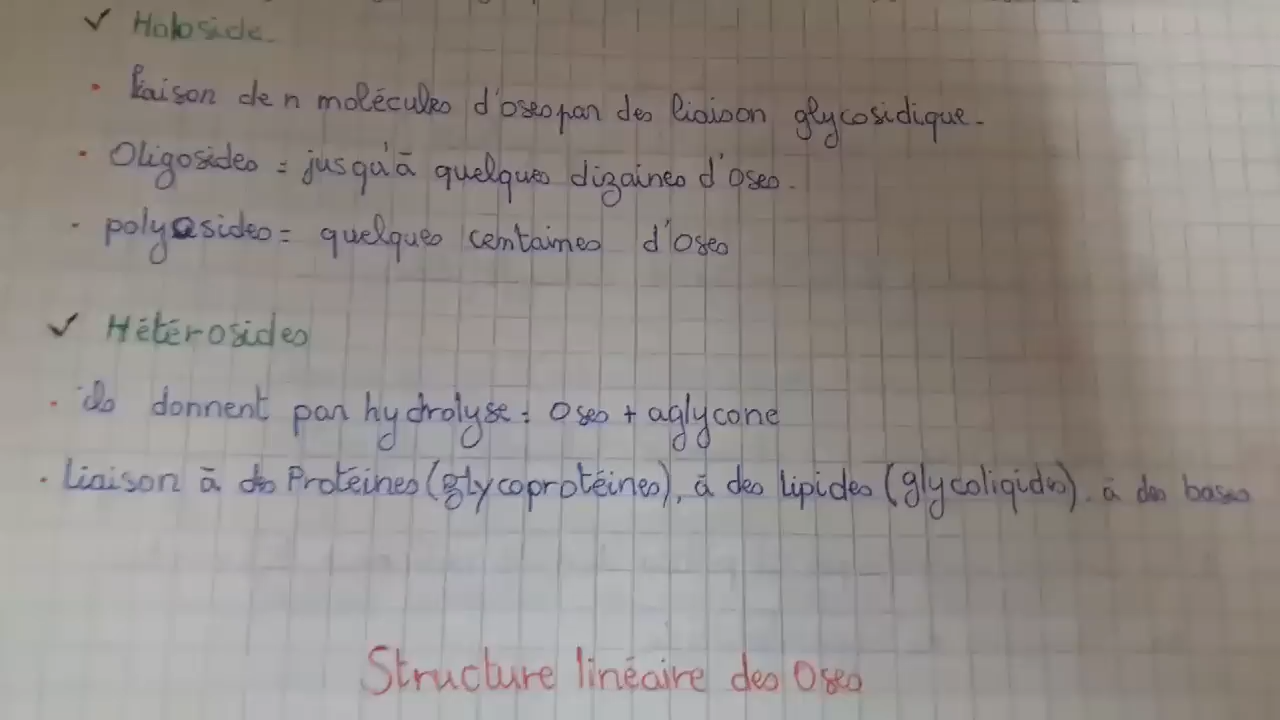 ✓ Holoside
• liaison de n molécules d'oses par des liaison glycosidique.
• Oligosides = jusqu'à quelques dizaines d'oses.
• polyosides = quelques centaines d'oses
✓ Hétérosides
• ils donnent par hydrolyse : oses + aglycone
• Liaison à des Protéines (glycoprotéines), à des lipides (glycoliqides), à des bases
Structure linéaire des Oses